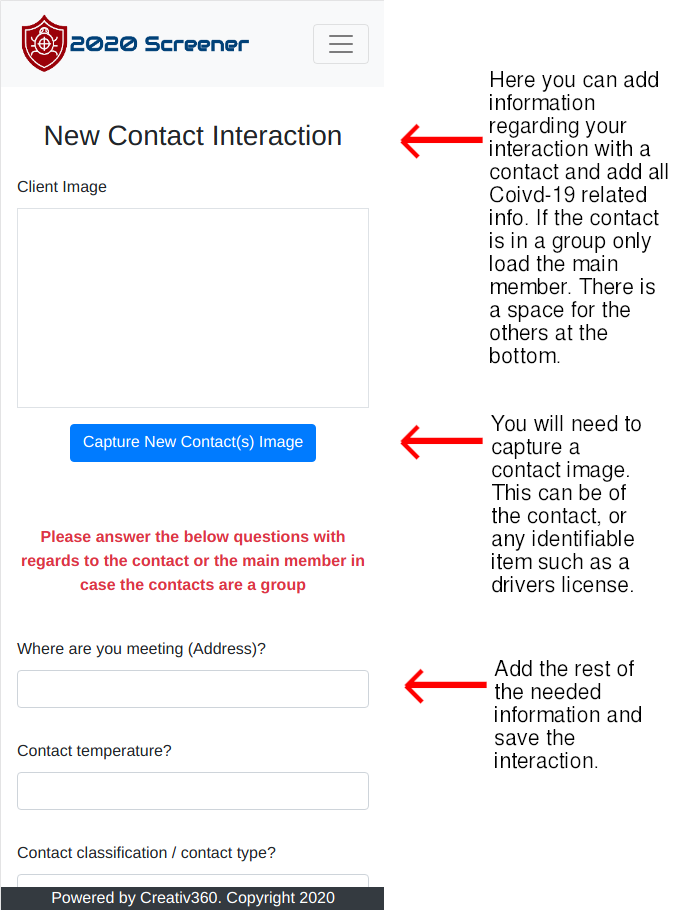 2020 Screener
New Contact Interaction
Client Image
Capture New Contact(s) Image
Please answer the below questions with
regards to the contact or the main member in
case the contacts are a group
Where are you meeting (Address)?
Contact temperature?
Contact classification / contact type?
Powered by Creativ360. Copyright 2020
Here you can add
information
regarding your
interaction with a
contact and add all
Coivd-19 related
info. If the contact
is in a group only
load the main
member. There is
a space for the
others at the
bottom.
You will need to
capture a
contact image.
This can be of
the contact, or
any identifiable
item such as a
drivers license.
Add the rest of
the needed
information and
save the
interaction.